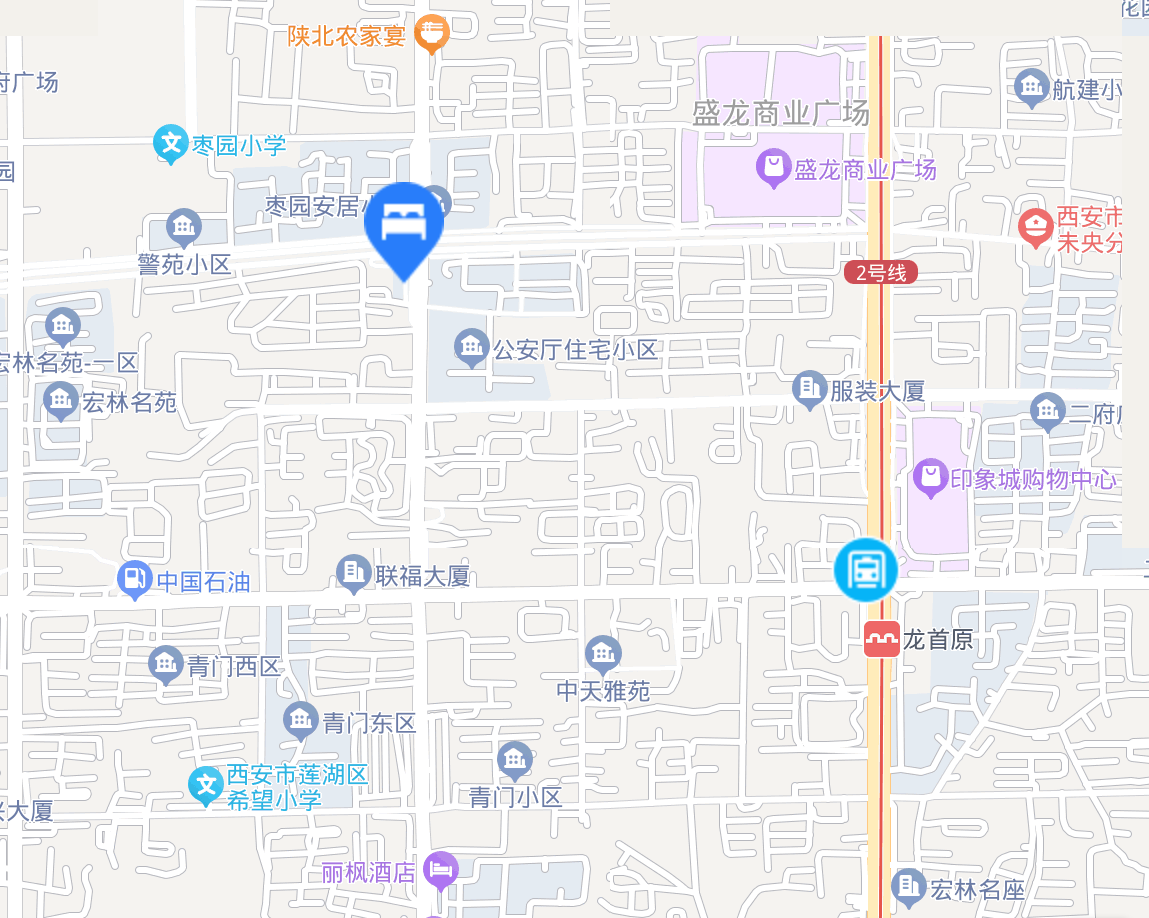 陕北农家宴
府广场
航建小
盛龙商业广场
枣园小学
盛龙商业广场
园
枣园安居小
西安市
未央分
警苑小区
2号线
公安厅住宅小区
宏林名苑-一区
服装大厦
宏林名苑
二府
印象城购物中心
联福大厦
中国石油
龙首原
青门西区
中天雅苑
青门东区
西安市莲湖区
希望小学
青门小区
大厦
丽枫酒店
宏林名座